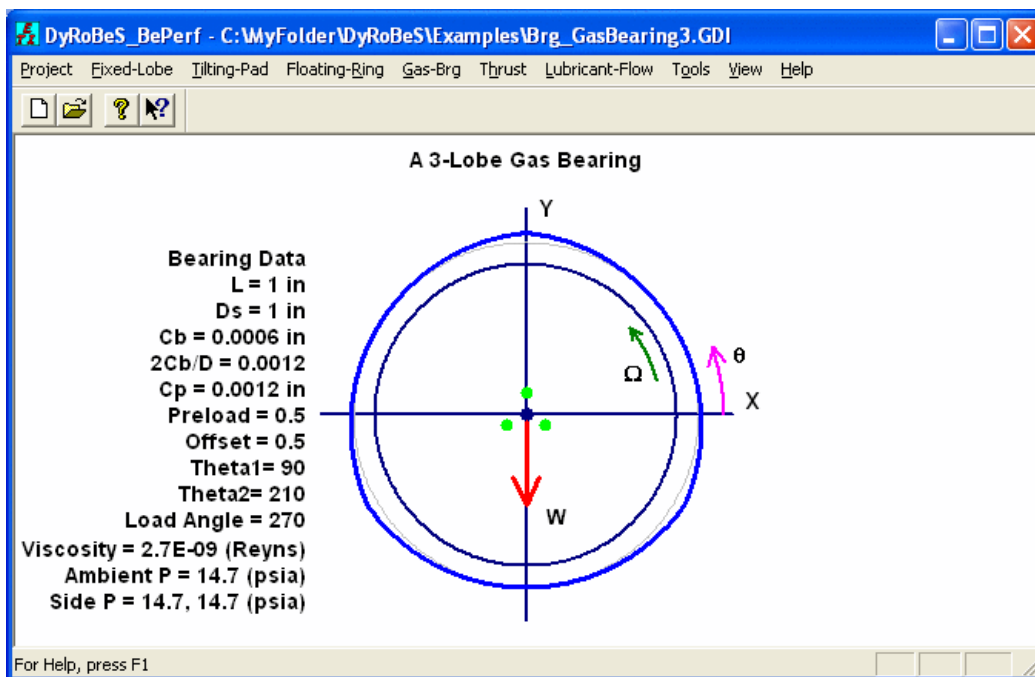 DyRoBeS_BePerf - C:\MyFolder\DyRoBeS\Examples\Brg_GasBearing3.GDI
Project Fixed-Lobe Tilting-Pad Floating-Ring Gas-Brg Thrust Lubricant-Flow Tools View Help
A 3-Lobe Gas Bearing
Y
Bearing Data
L = 1 in
Ds = 1 in
Cb = 0.0006 in
2Cb/D = 0.0012
Cp = 0.0012 in
Preload = 0.5
Offset = 0.5
Theta1= 90
Theta2= 210
Load Angle = 270
Viscosity = 2.7E-09 (Reyns)
Ambient P = 14.7 (psia)
Side P = 14.7, 14.7 (psia)
Ω
θ
X
W
For Help, press F1